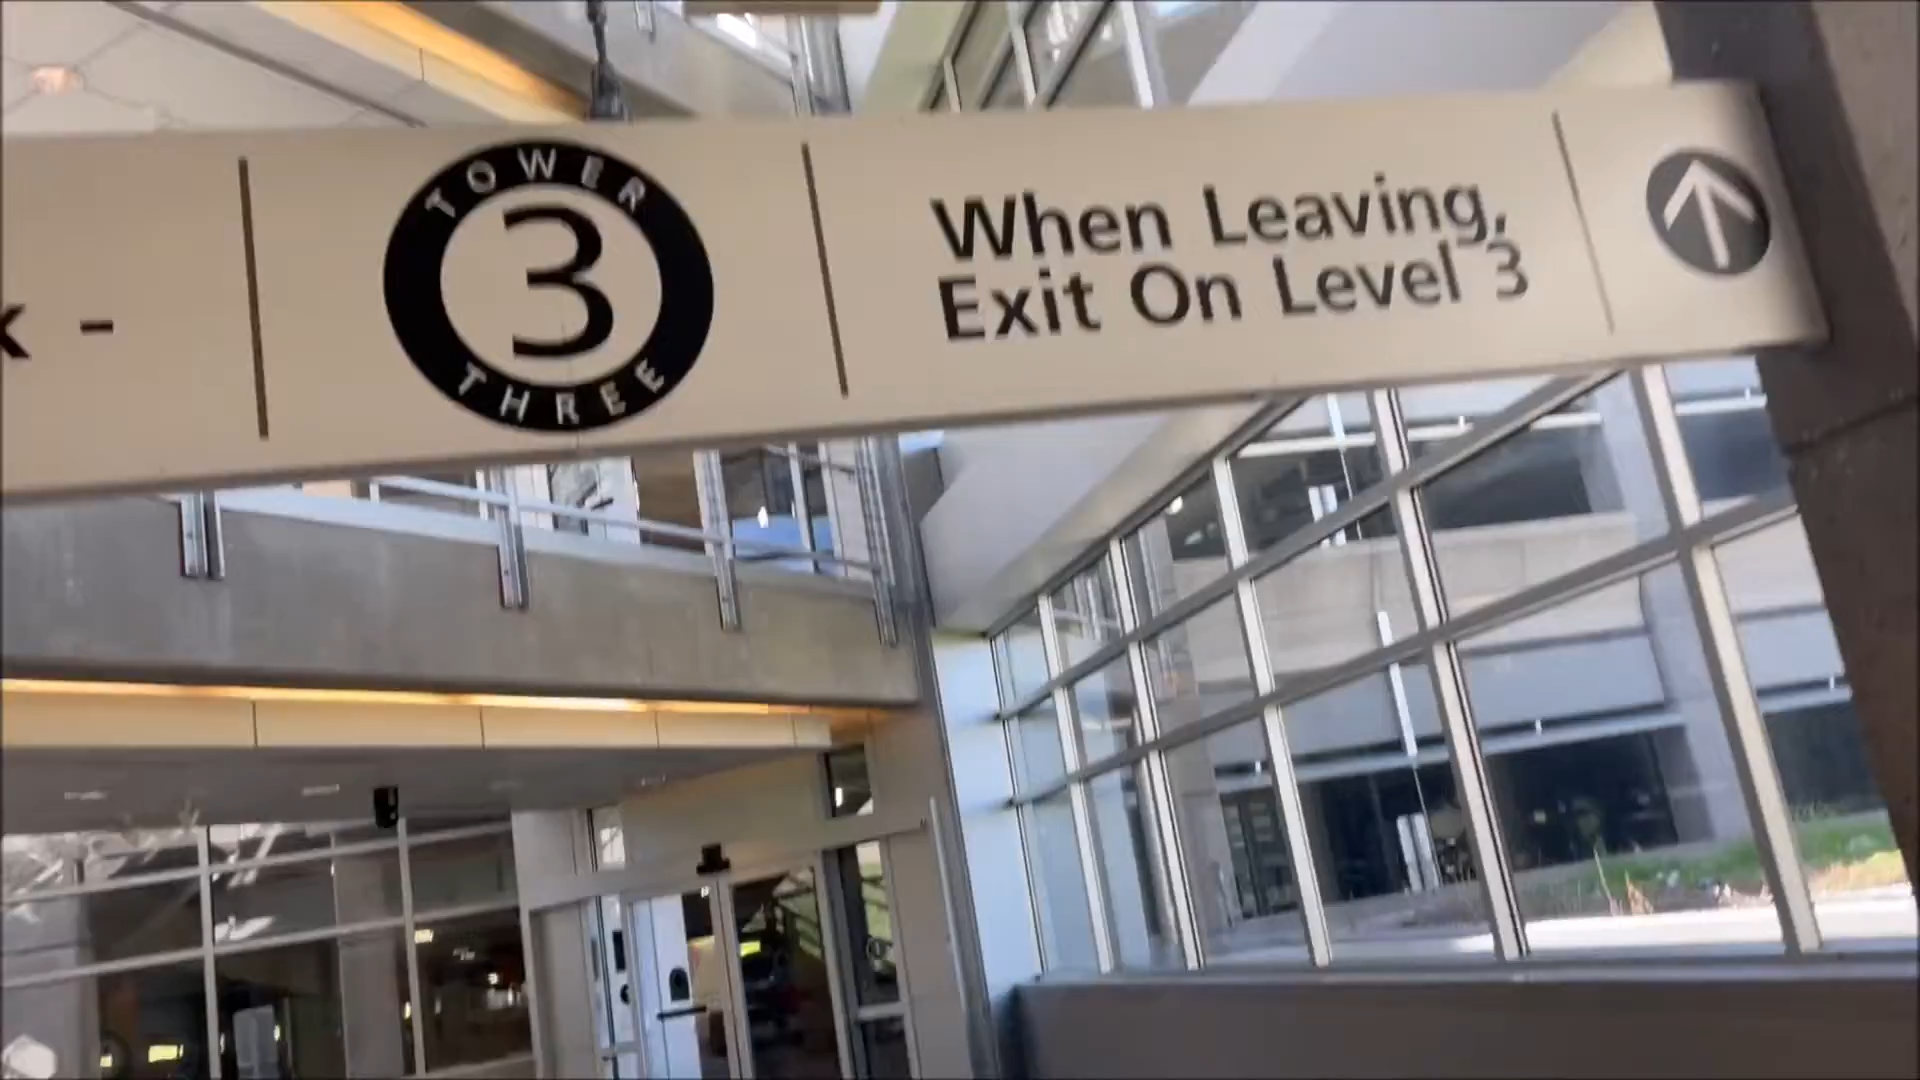 TOWER
3
THREE
When Leaving,
Exit On Level 3